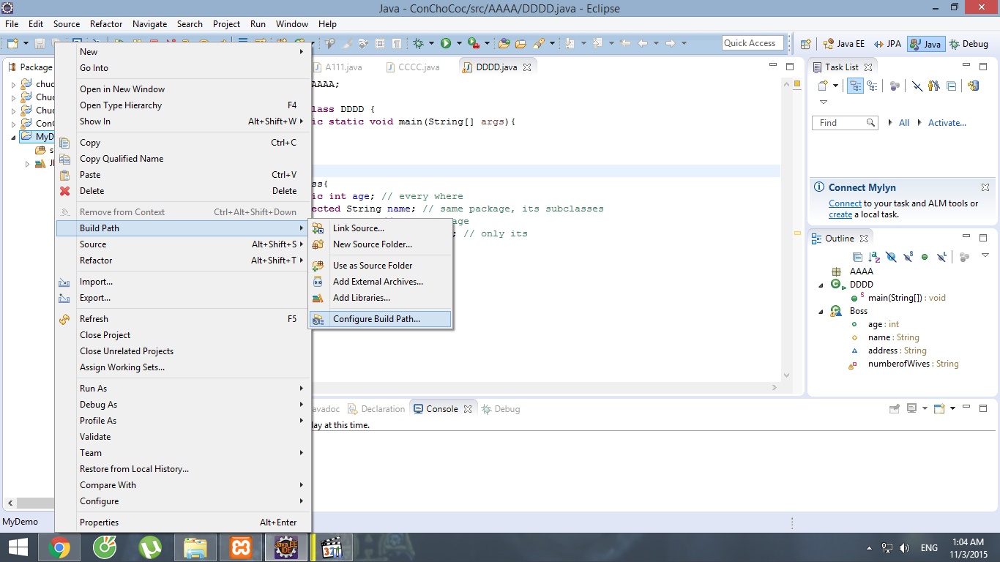 Java - ConChoCoc/src/AAAA/DDDD.java - Eclipse
File Edit Source Refactor Navigate Search Project Run Window Help
Quick Access
Java EE
JPA
Java
Debug
Package
chuc
Chuc
Chuc
ConC
MyD
s
New
Go Into
Open in New Window
Open Type Hierarchy F4
Show In Alt+Shift+W
Copy Ctrl+C
Copy Qualified Name
Paste Ctrl+V
Delete Delete
Remove from Context Ctrl+Alt+Shift+Down
Build Path
Source Alt+Shift+S
Refactor Alt+Shift+T
Import...
Export...
Refresh F5
Close Project
Close Unrelated Projects
Assign Working Sets...
Run As
Debug As
Profile As
Validate
Team
Restore from Local History...
Compare With
Configure
Properties Alt+Enter
Link Source...
New Source Folder...
Use as Source Folder
Add External Archives...
Add Libraries...
Configure Build Path...
A111.java
CCCC.java
DDDD.java
AAA;
lass DDDD {
ic static void main(String[] args){
ss{
ic int age; // every where
ected String name; // same package, its subclasses
age
; // only its
avadoc
Declaration
Console
Debug
lay at this time.
Task List
Find
All
Activate...
Connect Mylyn
Connect to your task and ALM tools or
create a local task.
Outline
AAAA
DDDD
S main(String[]) : void
Boss
age : int
name : String
address : String
numberofWives : String
MyDemo
Java EE
IDE
321
ENG
1:04 AM
11/3/2015